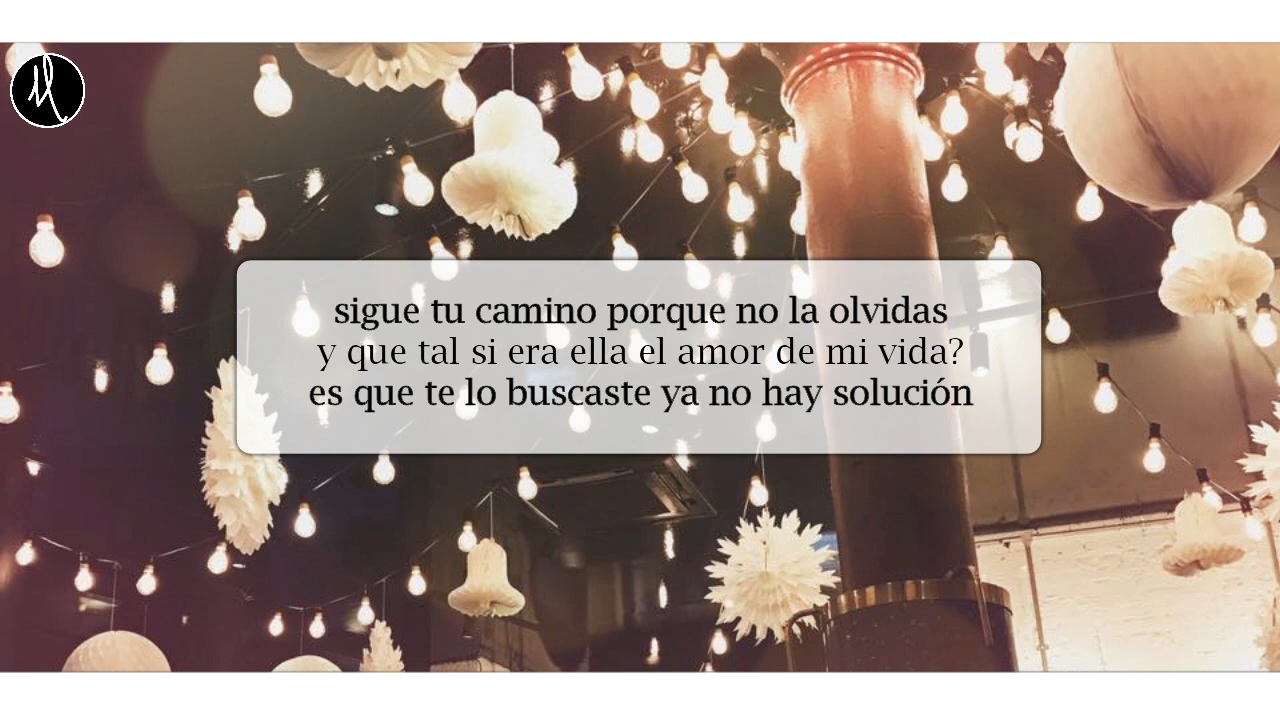 sigue tu camino porque no la olvidas
y que tal si era ella el amor de mi vida?
es que te lo buscaste ya no hay solución